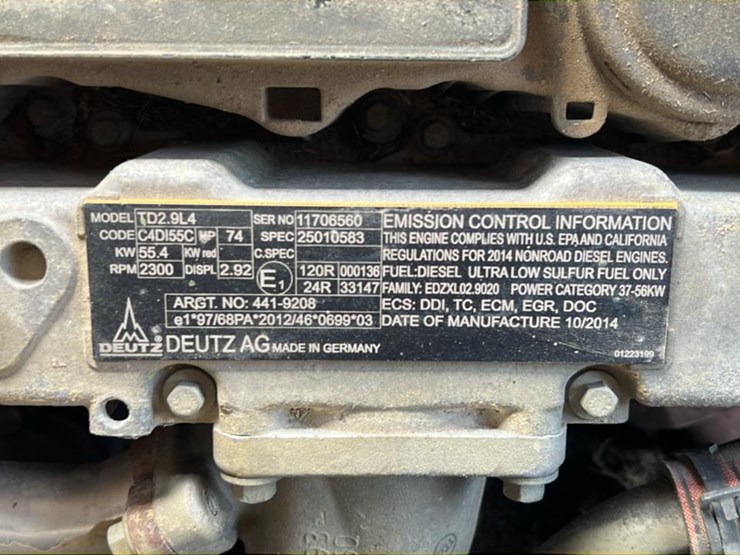 MODEL TD2.9L4 SER NO 11706560
CODE C4DI55C HP 74 SPEC 25010583
KW 55.4 KW red C.SPEC
RPM 2300 DISPL 2.92 E1 120R 000136
24R 33147
ARGT. NO: 441-9208
e1*97/68PA*2012/46*0699*03
DEUTZ DEUTZ AG MADE IN GERMANY
EMISSION CONTROL INFORMATION
THIS ENGINE COMPLIES WITH U.S. EPA AND CALIFORNIA
REGULATIONS FOR 2014 NONROAD DIESEL ENGINES.
FUEL:DIESEL ULTRA LOW SULFUR FUEL ONLY
FAMILY: EDZXL02.9020 POWER CATEGORY 37-56KW
ECS: DDI, TC, ECM, EGR, DOC
DATE OF MANUFACTURE 10/2014
01223199